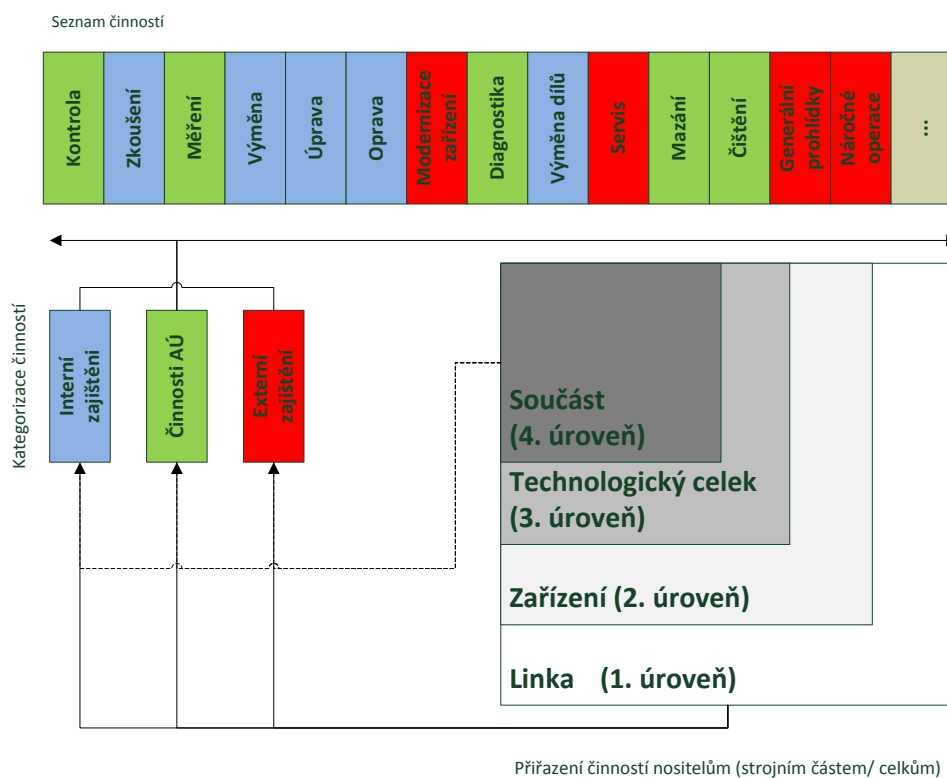 Seznam činností
Kontrola
Zkoušení
Měření
Výměna
Úprava
Oprava
Modernizace
zařízení
Diagnostika
Výměna dílů
Servis
Mazání
Čištění
Generální
prohlídky
Náročné
operace
...
Kategorizace činností
Interní
zajištěni
Činnosti AÚ
Externí
zajištění
Součást
(4. úroveň)
Technologický celek
(3. úroveň)
Zařízení (2. úroveň)
Linka (1. úroveň)
Přiřazení činností nositelům (strojním částem/ celkům)